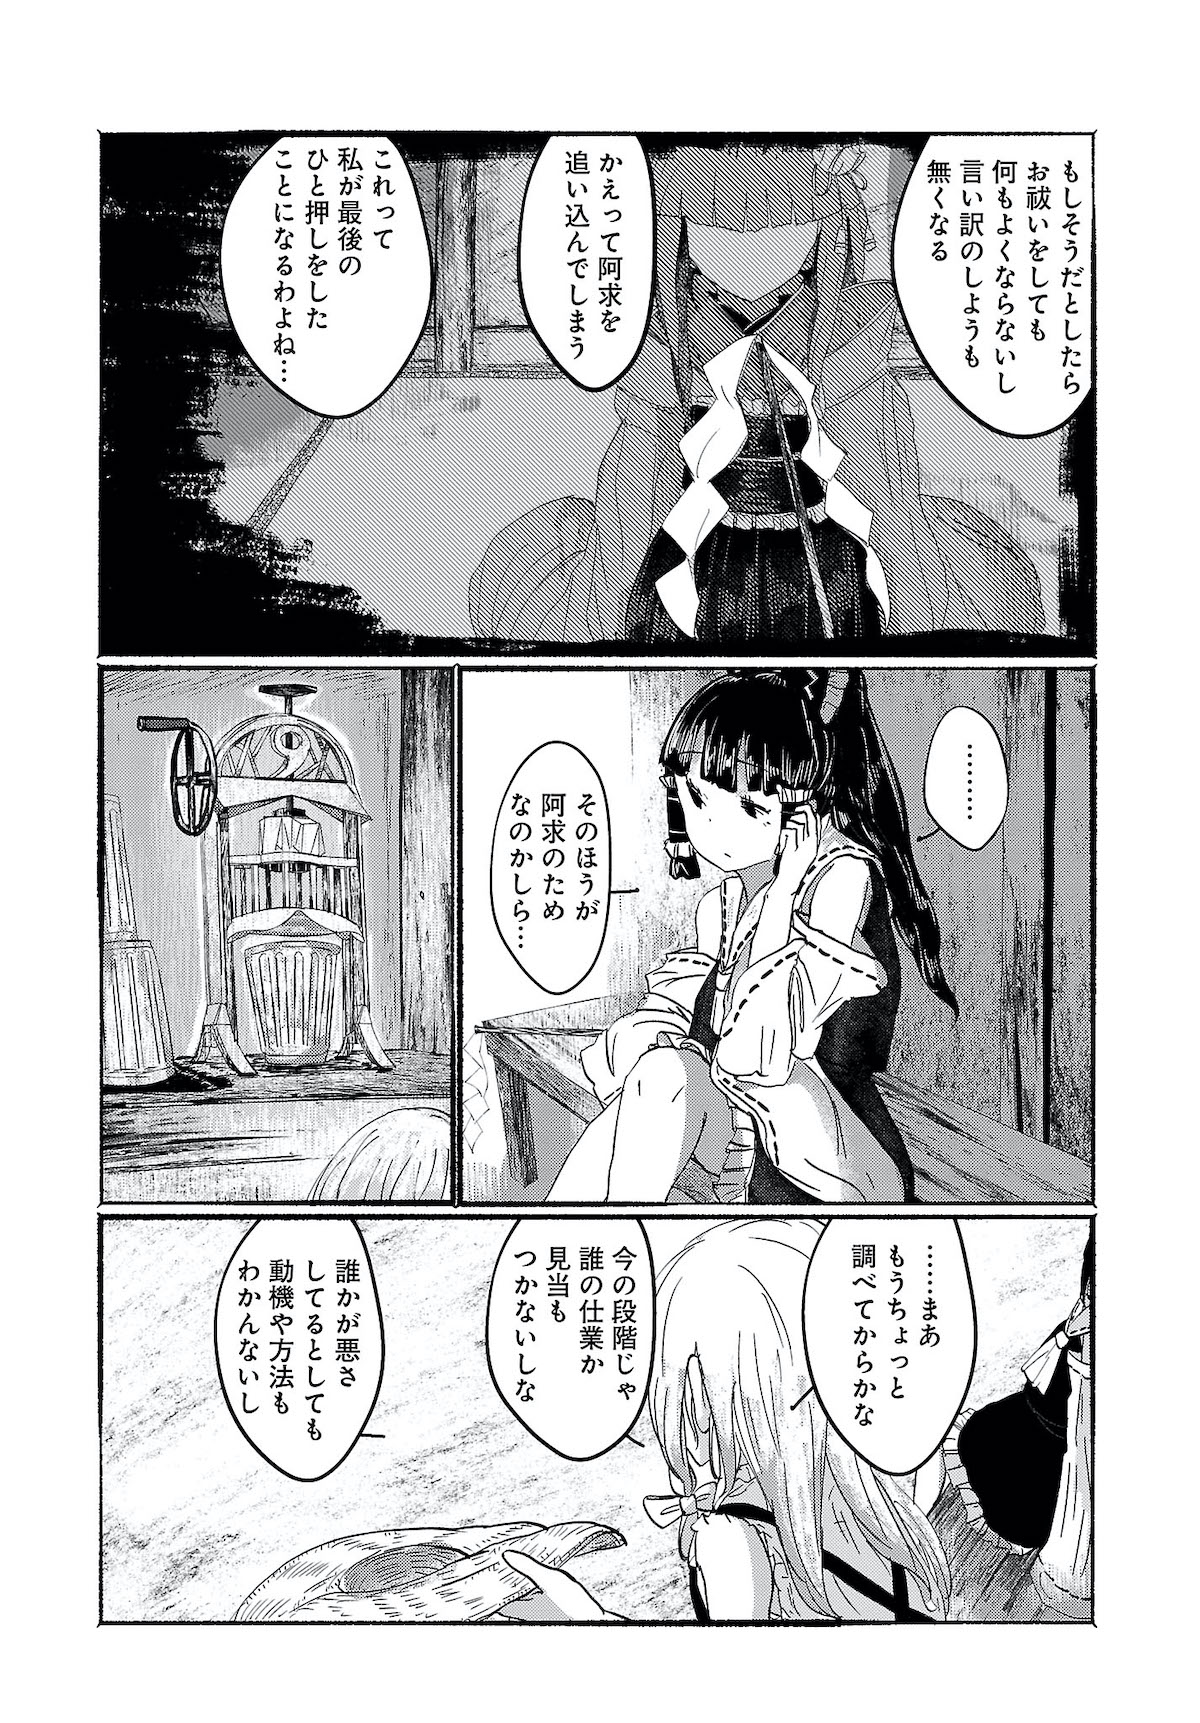 もしそうだとしたら
お祓いをしても
何もよくならないし
言い訳のしようも
無くなる
かえって阿求を
追い込んでしまう
これって
私が最後の
ひと押しをした
ことになるわよね…
………
そのほうが
阿求のため
なのかしら…
9
……まあ
もうちょっと
調べてからかな
今の段階じゃ
誰の仕業か
見当も
つかないしな
誰かが悪さ
してるとしても
動機や方法も
わかんないし